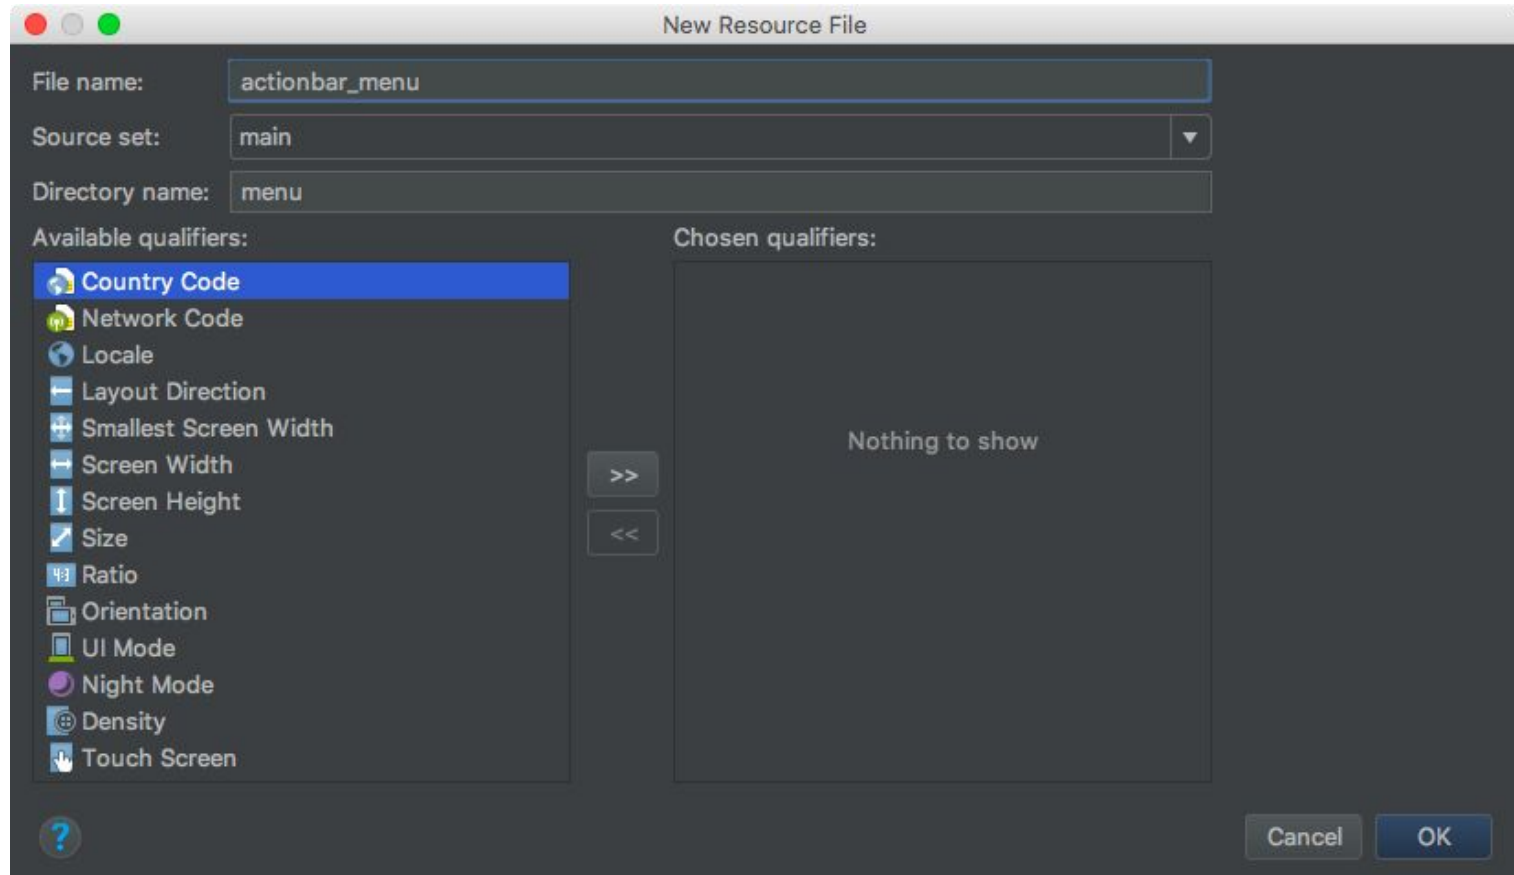 New Resource File
File name: actionbar_menu
Source set: main
Directory name: menu
Available qualifiers:
Chosen qualifiers:
Country Code
Network Code
Locale
Layout Direction
Smallest Screen Width
Screen Width
Screen Height
Size
Ratio
Orientation
UI Mode
Night Mode
Density
Touch Screen
>>
<<
Nothing to show
?
Cancel
OK